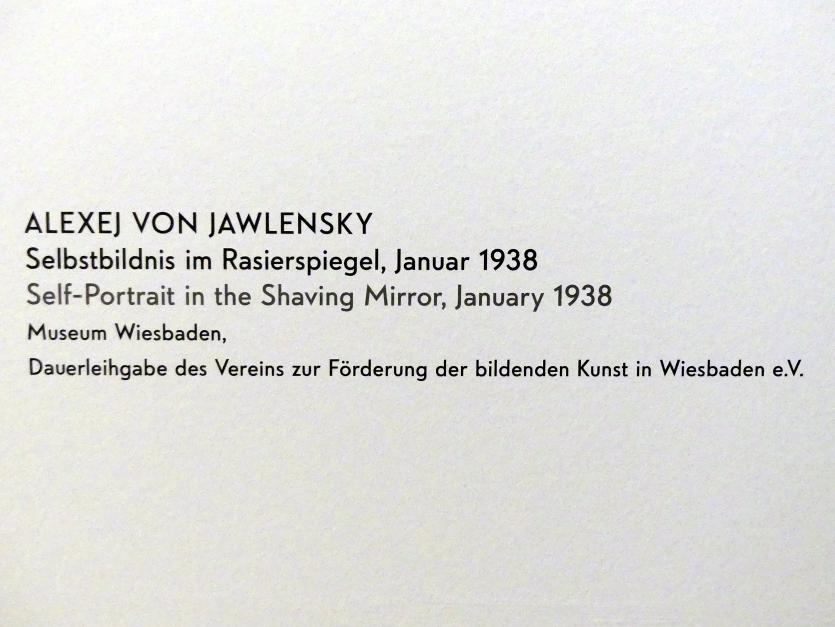 ALEXEJ VON JAWLENSKY
Selbstbildnis im Rasierspiegel, Januar 1938
Self-Portrait in the Shaving Mirror, January 1938
Museum Wiesbaden,
Dauerleihgabe des Vereins zur Förderung der bildenden Kunst in Wiesbaden e.V.